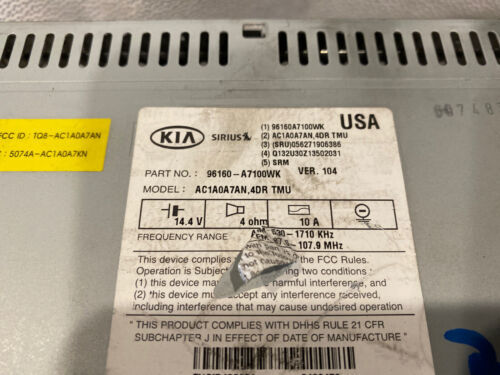 FCC ID : TQ8-AC1A0A7AN
: 5074A-AC1A0A7KN
KIA
SIRIUS
(1) 96160A7100WK
(2) AC1A0A7AN,4DR TMU
(3) (SRU)056271906386
(4) Q132U30Z13502031
(5) SRM
USA
PART NO. : 96160-A7100WK VER. 104
MODEL : AC1A0A7AN,4DR TMU
14.4 V
4 ohm
10 A
FREQUENCY RANGE
-1710 KHz
-107.9 MHz
This device complies the FCC Rules.
Operation is Subject two conditions :
(1) this device may harmful interference, and
(2) this device must accept any interference received,
including interference that may cause undesired operation
" THIS PRODUCT COMPLIES WITH DHHS RULE 21 CFR
SUBCHAPTER J IN EFFECT OF DATE OF MANUFACTURE "